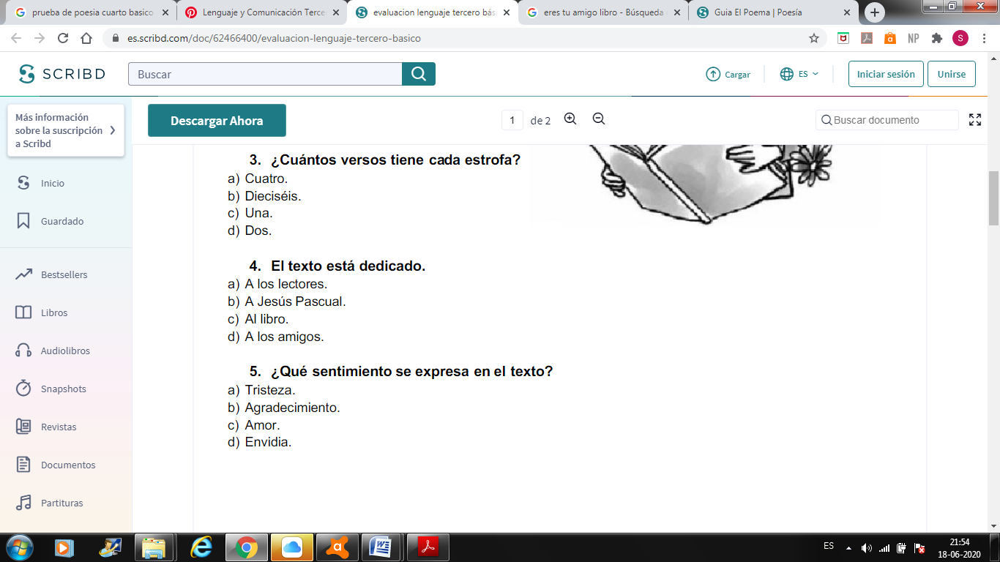 prueba de poesia cuarto basico
Lenguaje y Comunicación Terce
evaluacion lenguaje tercero bás
eres tu amigo libro - Búsqueda
Guia El Poema | Poesía
es.scribd.com/doc/62466400/evaluacion-lenguaje-tercero-basico
NP
S
SCRIBD
Buscar
Cargar
ES
Iniciar sesión
Unirse
Más información
sobre la suscripción
a Scribd
Descargar Ahora
1 de 2
Buscar documento
Inicio
Guardado
Bestsellers
Libros
Audiolibros
Snapshots
Revistas
Documentos
Partituras
3. ¿Cuántos versos tiene cada estrofa?
a) Cuatro.
b) Dieciséis.
c) Una.
d) Dos.
4. El texto está dedicado.
a) A los lectores.
b) A Jesús Pascual.
c) Al libro.
d) A los amigos.
5. ¿Qué sentimiento se expresa en el texto?
a) Tristeza.
b) Agradecimiento.
c) Amor.
d) Envidia.
ES
21:54
18-06-2020